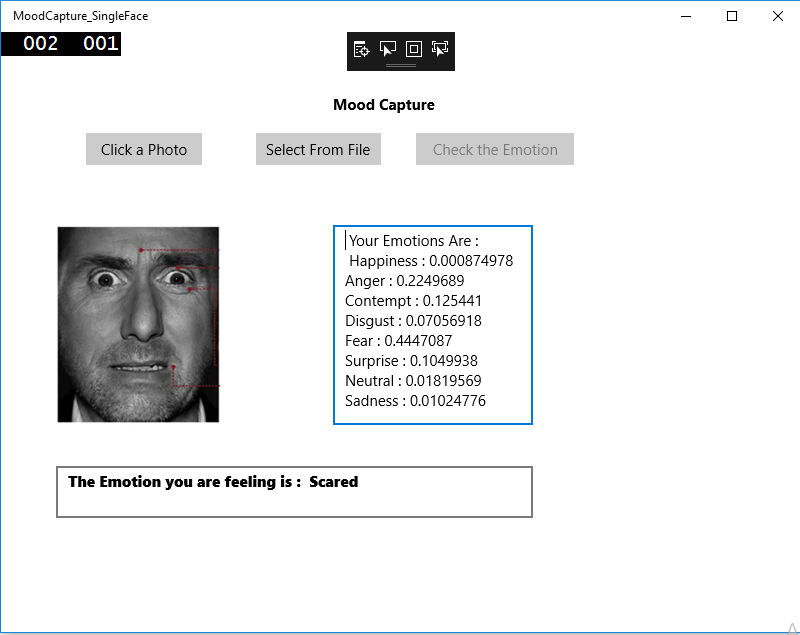 MoodCapture_SingleFace
002 001
Mood Capture
Click a Photo
Select From File
Check the Emotion
Your Emotions Are :
Happiness : 0.000874978
Anger : 0.2249689
Contempt : 0.125441
Disgust : 0.07056918
Fear : 0.4447087
Surprise : 0.1049938
Neutral : 0.01819569
Sadness : 0.01024776
The Emotion you are feeling is : Scared